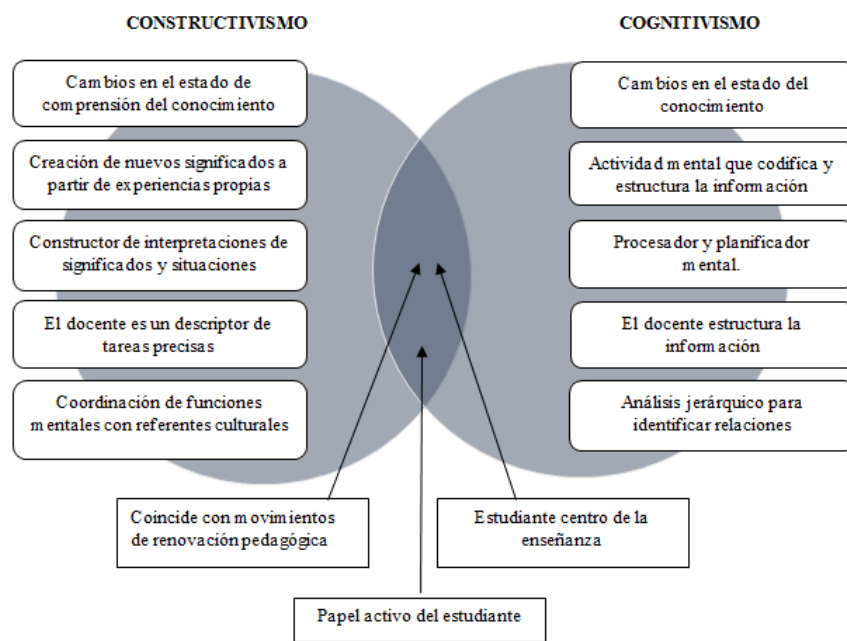 CONSTRUCTIVISMO
Cambios en el estado de
comprensión del conocimiento
Creación de nuevos significados a
partir de experiencias propias
Constructor de interpretaciones de
significados y situaciones
El docente es un descriptor de
tareas precisas
Coordinación de funciones
mentales con referentes culturales
COGNITIVISMO
Cambios en el estado del
conocimiento
Actividad mental que codifica y
estructura la información
Procesador y planificador
mental.
El docente estructura la
información
Análisis jerárquico para
identificar relaciones
Coincide con movimientos
de renovación pedagógica
Estudiante centro de la
enseñanza
Papel activo del estudiante